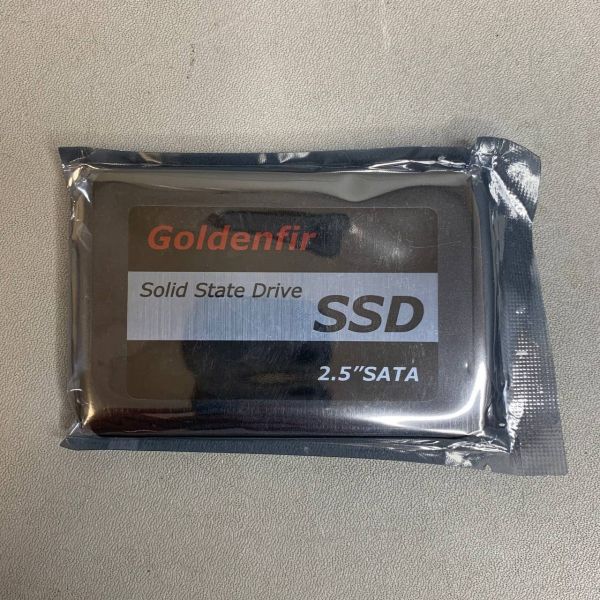 Goldenfir
Solid State Drive
SSD
2.5"SATA